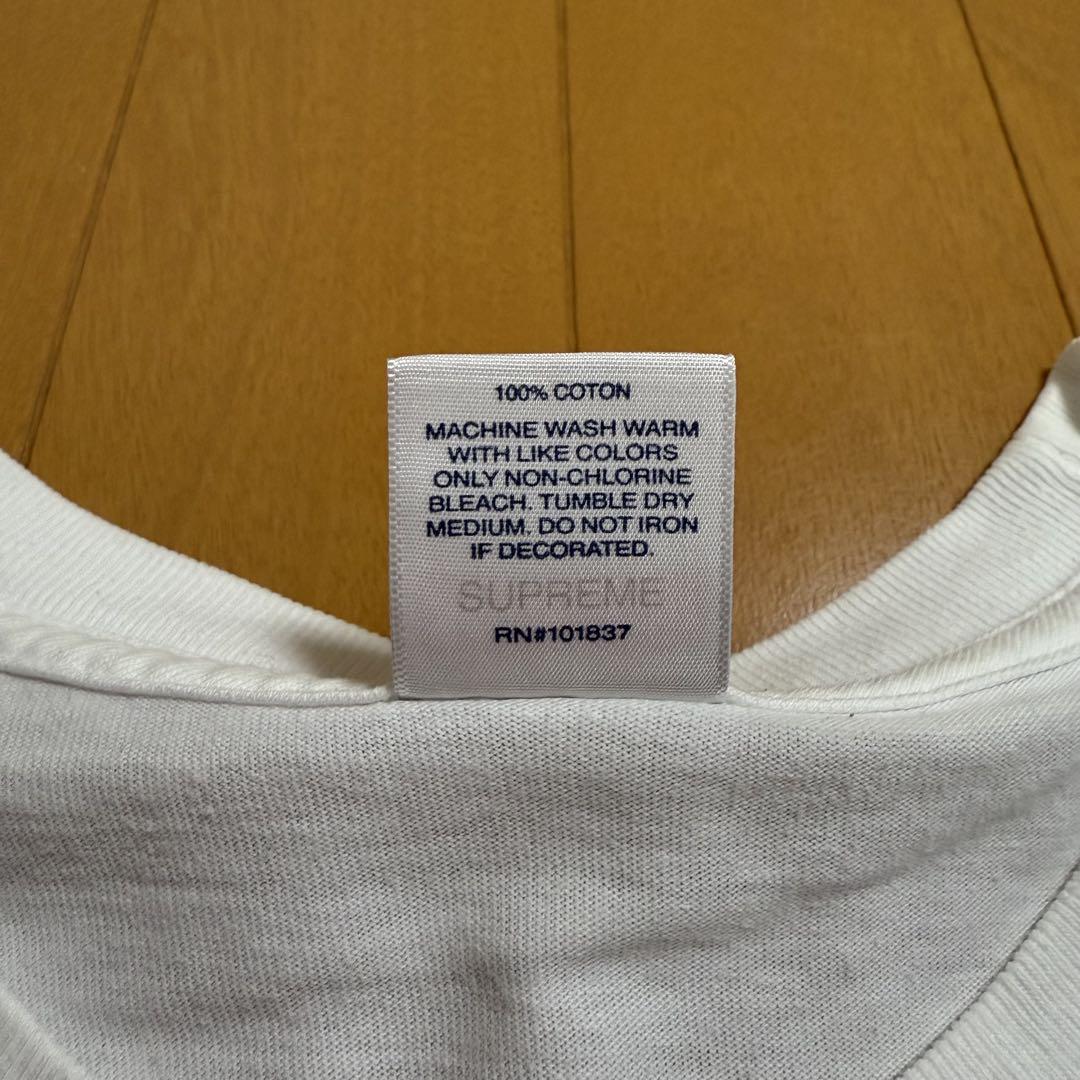 100% COTON
MACHINE WASH WARM
WITH LIKE COLORS
ONLY NON-CHLORINE
BLEACH. TUMBLE DRY
MEDIUM. DO NOT IRON
IF DECORATED.
SUPREME
RN#101837